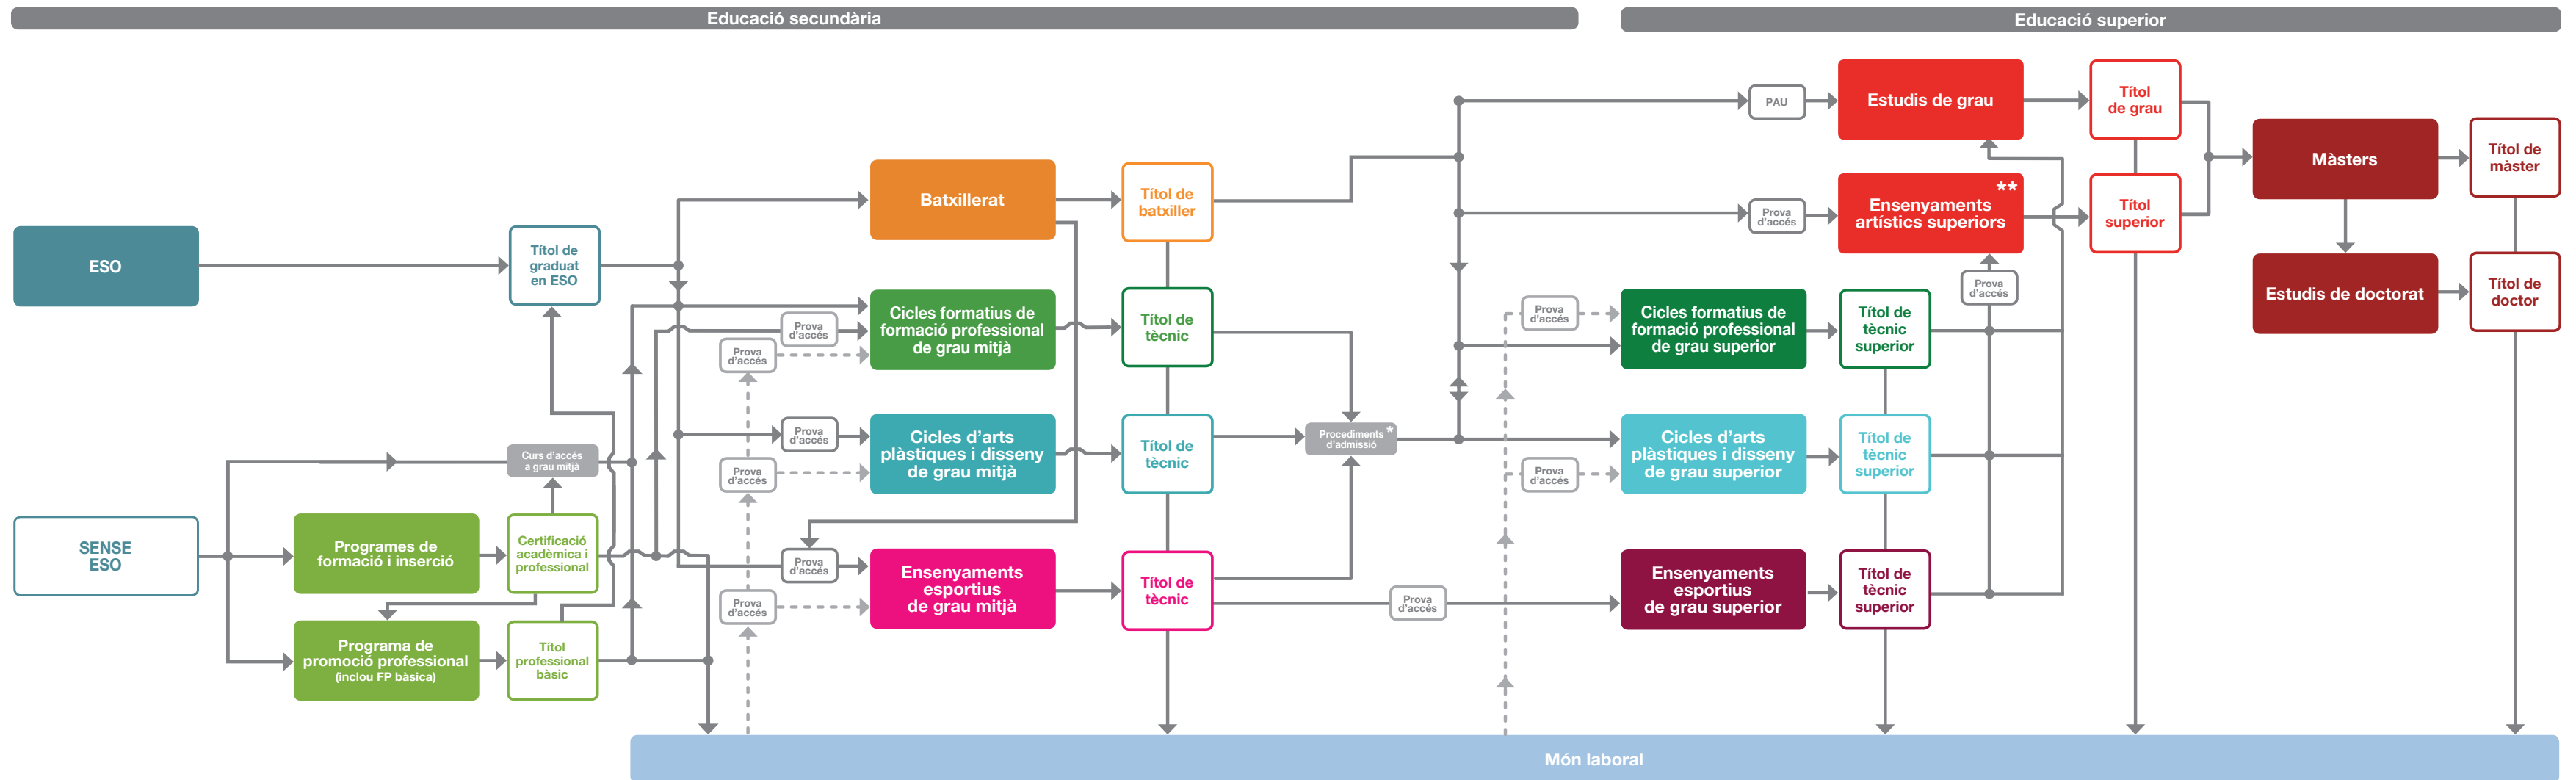 Educació secundària
Educació superior
PAU
Estudis de grau
Títol
de grau
Màsters
Títol de
màster
Batxillerat
Títol de
batxiller
Prova
d'accés
Ensenyaments **
artístics superiors
Títol
superior
ESO
Títol de
graduat
en ESO
Prova
d'accés
Estudis de doctorat
Títol de
doctor
Prova
d'accés
Prova
d'accés
Cicles formatius de
formació professional
de grau mitjà
Títol de
tècnic
Prova
d'accés
Cicles formatius de
formació professional
de grau superior
Títol de
tècnic
superior
Curs d'accés
a grau mitjà
Prova
d'accés
Prova
d'accés
Cicles d'arts
plàstiques i disseny
de grau mitjà
Títol de
tècnic
Procediments *
d'admissió
Prova
d'accés
Cicles d'arts
plàstiques i disseny
de grau superior
Títol de
tècnic
superior
SENSE
ESO
Programes de
formació i inserció
Certificació
acadèmica i
professional
Prova
d'accés
Prova
d'accés
Ensenyaments
esportius
de grau mitjà
Títol de
tècnic
Prova
d'accés
Ensenyaments
esportius
de grau superior
Títol de
tècnic
superior
Programa de
promoció professional
(inclou FP bàsica)
Títol
professional
bàsic
Món laboral